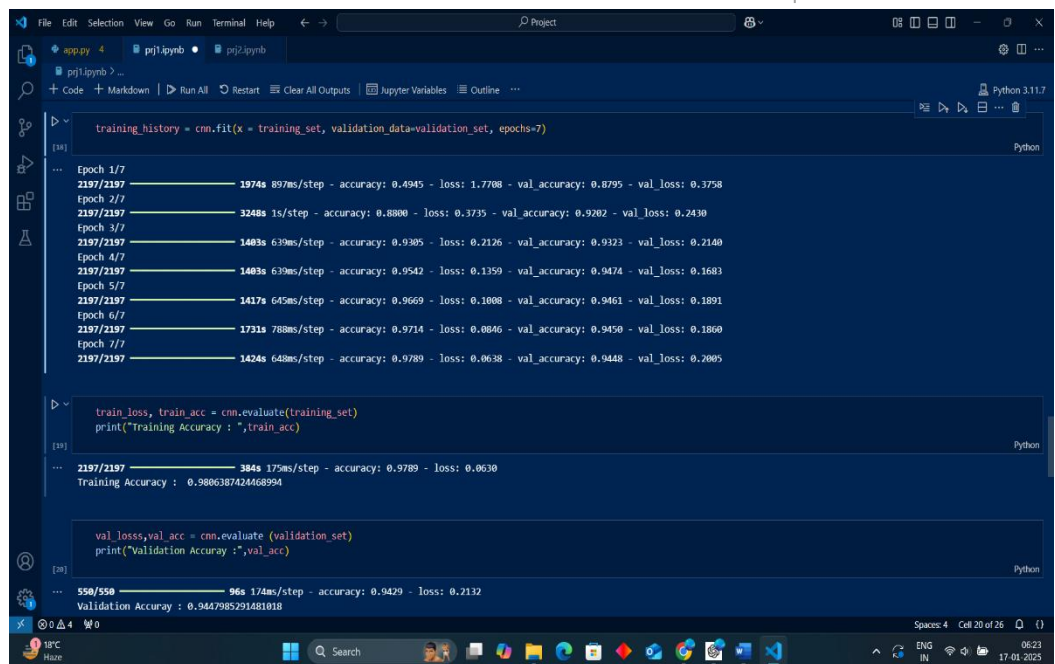 File Edit Selection View Go Run Terminal Help
Project
app.py 4 prj1.ipynb prj2.ipynb
prj1.ipynb > ...
+ Code + Markdown | Run All Restart Clear All Outputs | Jupyter Variables Outline ...
Python 3.11.7
training_history = cnn.fit(x = training_set, validation_data=validation_set, epochs=7)
[18]
Python
Epoch 1/7
2197/2197 1974s 897ms/step - accuracy: 0.4945 - loss: 1.7708 - val_accuracy: 0.8795 - val_loss: 0.3758
Epoch 2/7
2197/2197 3248s 1s/step - accuracy: 0.8800 - loss: 0.3735 - val_accuracy: 0.9202 - val_loss: 0.2430
Epoch 3/7
2197/2197 1403s 639ms/step - accuracy: 0.9305 - loss: 0.2126 - val_accuracy: 0.9323 - val_loss: 0.2140
Epoch 4/7
2197/2197 1403s 639ms/step - accuracy: 0.9542 - loss: 0.1359 - val_accuracy: 0.9474 - val_loss: 0.1683
Epoch 5/7
2197/2197 1417s 645ms/step - accuracy: 0.9669 - loss: 0.1008 - val_accuracy: 0.9461 - val_loss: 0.1891
Epoch 6/7
2197/2197 1731s 788ms/step - accuracy: 0.9714 - loss: 0.0846 - val_accuracy: 0.9450 - val_loss: 0.1860
Epoch 7/7
2197/2197 1424s 648ms/step - accuracy: 0.9789 - loss: 0.0638 - val_accuracy: 0.9448 - val_loss: 0.2005
train_loss, train_acc = cnn.evaluate(training_set)
print("Training Accuracy : ",train_acc)
[19]
Python
2197/2197 384s 175ms/step - accuracy: 0.9789 - loss: 0.0630
Training Accuracy :  0.9806387424468994
val_losss,val_acc = cnn.evaluate (validation_set)
print("Validation Accuray :",val_acc)
[20]
Python
550/550 96s 174ms/step - accuracy: 0.9429 - loss: 0.2132
Validation Accuray : 0.9447985291481018
0 4 0
Spaces: 4 Cell 20 of 26 {}
18°C
Haze
Search
ENG
IN
06:23
17-01-2025